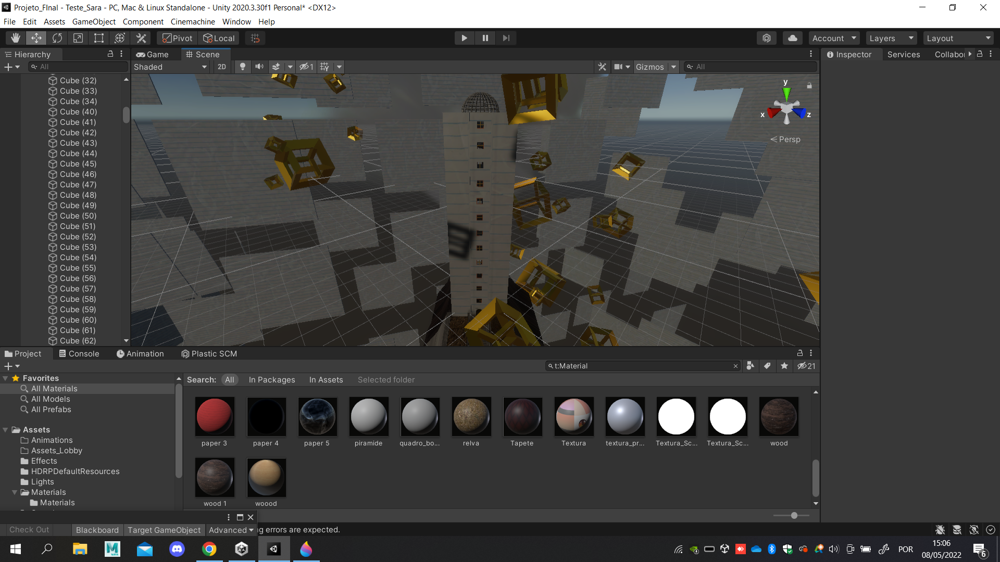 Projeto_FInal - Teste_Sara - PC, Mac & Linux Standalone - Unity 2020.3.30f1 Personal* <DX12>
File Edit Assets GameObject Component Cinemachine Window Help
Pivot Local Account Layers Layout
Hierarchy Game Scene Inspector Services Collabor
All Shaded 2D 1 Gizmos All
Cube (32)
Cube (33)
Cube (34)
Cube (40)
Cube (41)
Cube (42)
Cube (43)
Cube (44)
Cube (45)
Cube (46)
Cube (47)
Cube (48)
Cube (49)
Cube (50)
Cube (51)
Cube (52)
Cube (53)
Cube (54)
Cube (55)
Cube (56)
Cube (57)
Cube (58)
Cube (59)
Cube (60)
Cube (61)
Cube (62)
y
x z
Persp
Project Console Animation Plastic SCM
t:Material 21
Search: All In Packages In Assets Selected folder
Favorites
All Materials
All Models
All Prefabs
Assets
Animations
Assets_Lobby
Effects
HDRPDefaultResources
Lights
Materials
Materials
paper 3 paper 4 paper 5 piramide quadro_bo... relva Tapete Textura textura_pr... Textura_Sc... Textura_Sc... wood
wood 1 woood
Check Out Blackboard Target GameObject Advanced g errors are expected.
POR 15:06
08/05/2022 6